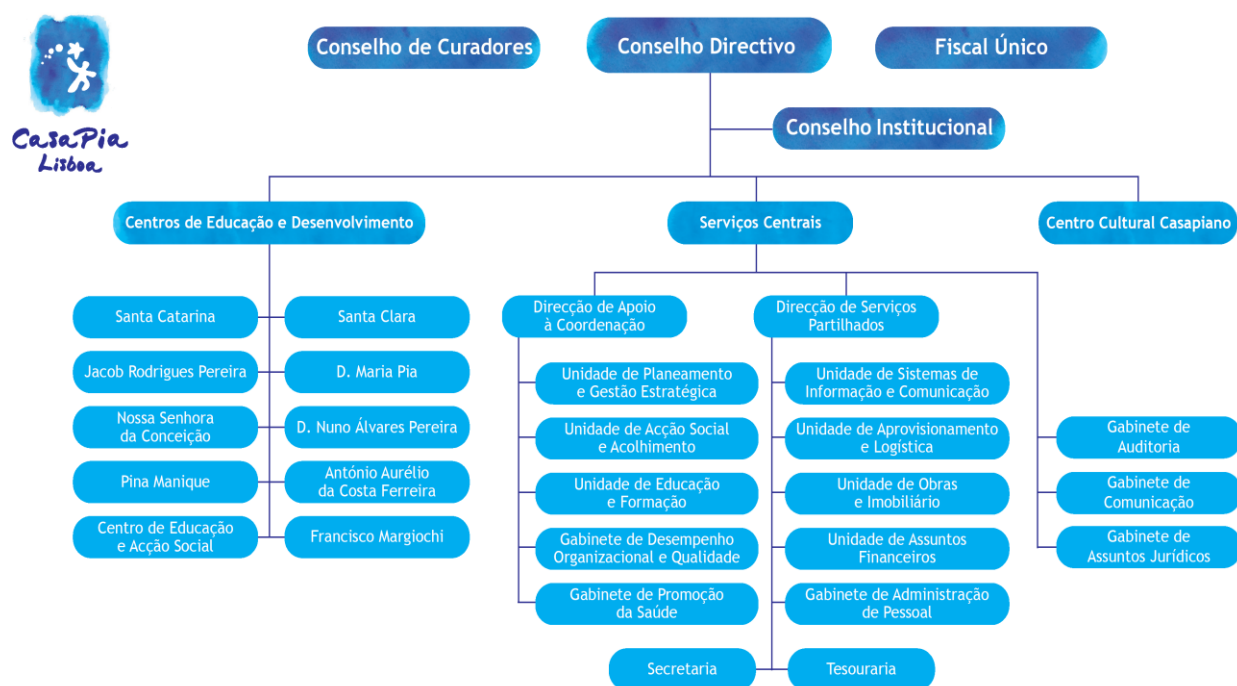 Casa Pia
Lisboa
Conselho de Curadores
Conselho Directivo
Fiscal Único
Conselho Institucional
Centros de Educação e Desenvolvimento
Serviços Centrais
Centro Cultural Casapiano
Santa Catarina
Santa Clara
Jacob Rodrigues Pereira
D. Maria Pia
Nossa Senhora
da Conceição
D. Nuno Álvares Pereira
Pina Manique
António Aurélio
da Costa Ferreira
Centro de Educação
e Acção Social
Francisco Margiochi
Direcção de Apoio
à Coordenação
Unidade de Planeamento
e Gestão Estratégica
Unidade de Acção Social
e Acolhimento
Unidade de Educação
e Formação
Gabinete de Desempenho
Organizacional e Qualidade
Gabinete de Promoção
da Saúde
Direcção de Serviços
Partilhados
Unidade de Sistemas de
Informação e Comunicação
Unidade de Aprovisionamento
e Logística
Unidade de Obras
e Imobiliário
Unidade de Assuntos
Financeiros
Gabinete de Administração
de Pessoal
Secretaria
Tesouraria
Gabinete de
Auditoria
Gabinete de
Comunicação
Gabinete de
Assuntos Jurídicos